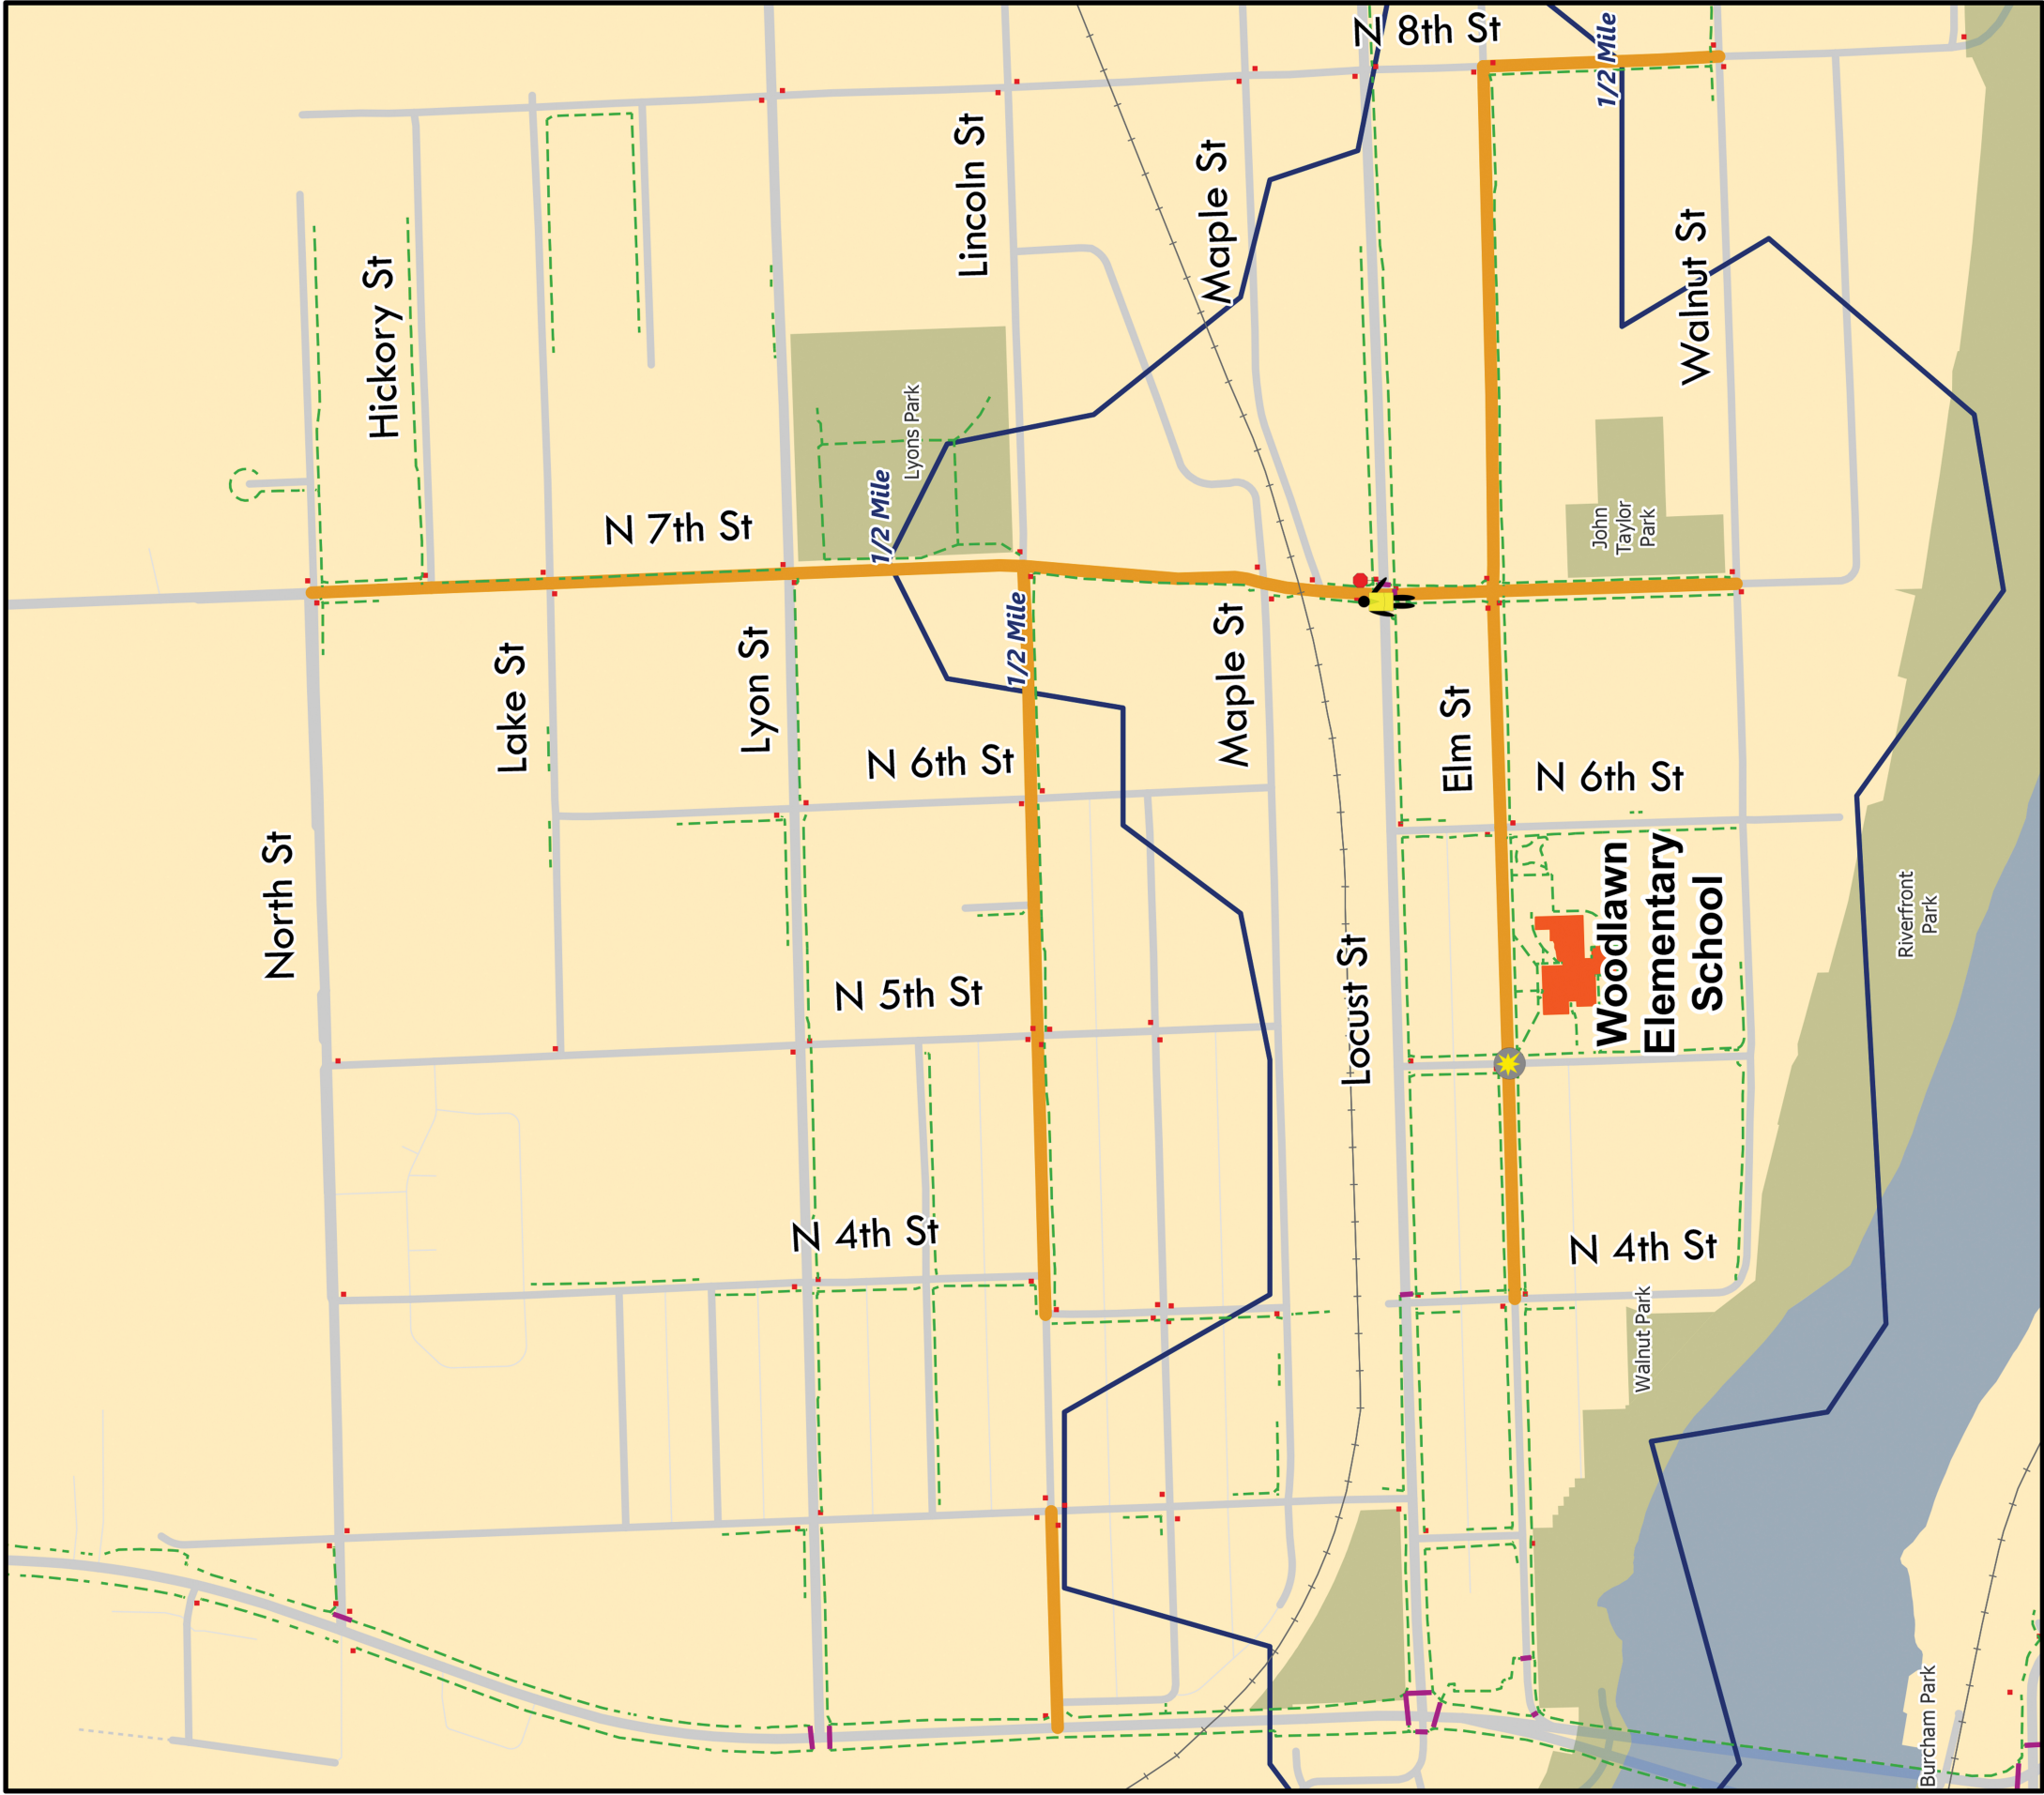 N 8th St
1/2 Mile
Lincoln St
Maple St
Hickory St
Walnut St
Lyons Park
1/2 Mile
N 7th St
John
Taylor
Park
1/2 Mile
Maple St
Lake St
Lyon St
Elm St
N 6th St
N 6th St
North St
Woodlawn
Elementary
School
Riverfront
Park
N 5th St
Locust St
N 4th St
N 4th St
Walnut Park
Burcham Park